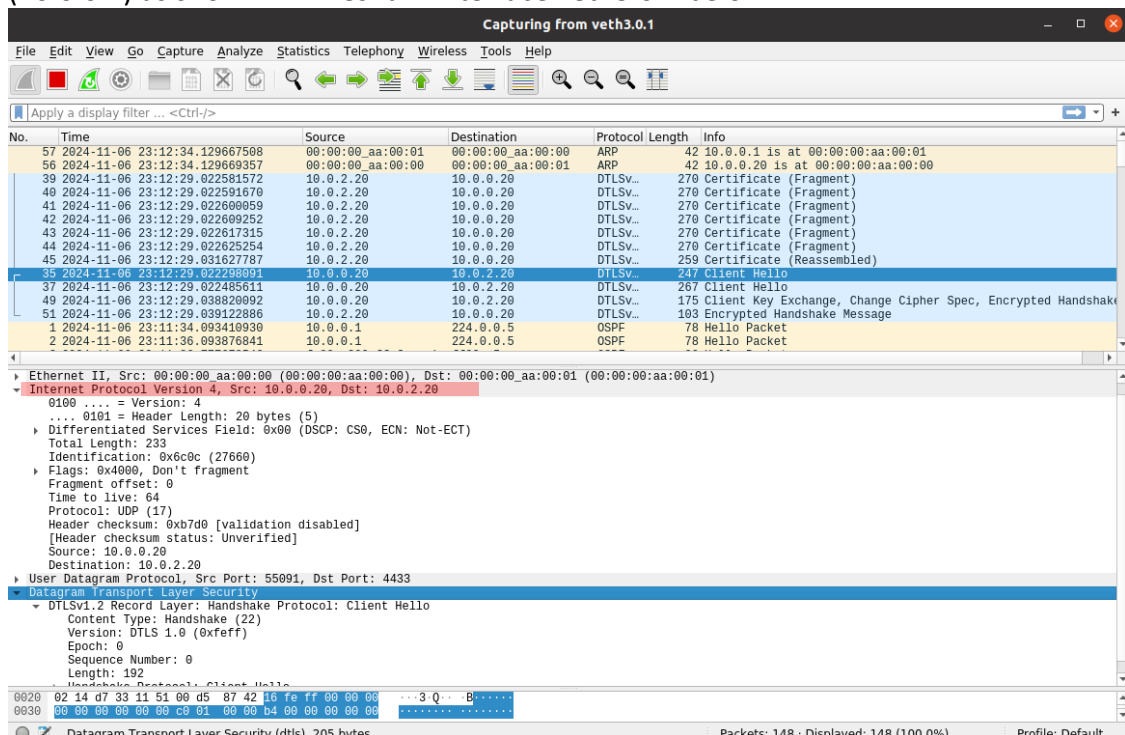 Capturing from veth3.0.1
File Edit View Go Capture Analyze Statistics Telephony Wireless Tools Help
Apply a display filter ... <Ctrl-/>
No. Time Source Destination Protocol Length Info
57 2024-11-06 23:12:34.129667508 00:00:00_aa:00:01 00:00:00_aa:00:00 ARP 42 10.0.0.1 is at 00:00:00:aa:00:01
56 2024-11-06 23:12:34.129669357 00:00:00_aa:00:00 00:00:00_aa:00:01 ARP 42 10.0.0.20 is at 00:00:00:aa:00:00
39 2024-11-06 23:12:29.022581572 10.0.2.20 10.0.0.20 DTLSv… 270 Certificate (Fragment)
40 2024-11-06 23:12:29.022591670 10.0.2.20 10.0.0.20 DTLSv… 270 Certificate (Fragment)
41 2024-11-06 23:12:29.022600059 10.0.2.20 10.0.0.20 DTLSv… 270 Certificate (Fragment)
42 2024-11-06 23:12:29.022609252 10.0.2.20 10.0.0.20 DTLSv… 270 Certificate (Fragment)
43 2024-11-06 23:12:29.022617315 10.0.2.20 10.0.0.20 DTLSv… 270 Certificate (Fragment)
44 2024-11-06 23:12:29.022625254 10.0.2.20 10.0.0.20 DTLSv… 270 Certificate (Fragment)
45 2024-11-06 23:12:29.031627787 10.0.2.20 10.0.0.20 DTLSv… 259 Certificate (Reassembled)
35 2024-11-06 23:12:29.022298091 10.0.0.20 10.0.2.20 DTLSv… 247 Client Hello
37 2024-11-06 23:12:29.022485611 10.0.0.20 10.0.2.20 DTLSv… 267 Client Hello
49 2024-11-06 23:12:29.038820092 10.0.0.20 10.0.2.20 DTLSv… 175 Client Key Exchange, Change Cipher Spec, Encrypted Handshake
51 2024-11-06 23:12:29.039122886 10.0.0.20 10.0.2.20 DTLSv… 103 Encrypted Handshake Message
1 2024-11-06 23:11:34.093410930 10.0.0.1 224.0.0.5 OSPF 78 Hello Packet
2 2024-11-06 23:11:36.093876841 10.0.0.1 224.0.0.5 OSPF 78 Hello Packet
Ethernet II, Src: 00:00:00_aa:00:00 (00:00:00:aa:00:00), Dst: 00:00:00_aa:00:01 (00:00:00:aa:00:01)
Internet Protocol Version 4, Src: 10.0.0.20, Dst: 10.0.2.20
0100 .... = Version: 4
.... 0101 = Header Length: 20 bytes (5)
Differentiated Services Field: 0x00 (DSCP: CS0, ECN: Not-ECT)
Total Length: 233
Identification: 0x6c0c (27660)
Flags: 0x4000, Don't fragment
Fragment offset: 0
Time to live: 64
Protocol: UDP (17)
Header checksum: 0xb7d0 [validation disabled]
[Header checksum status: Unverified]
Source: 10.0.0.20
Destination: 10.0.2.20
User Datagram Protocol, Src Port: 55091, Dst Port: 4433
Datagram Transport Layer Security
DTLSv1.2 Record Layer: Handshake Protocol: Client Hello
Content Type: Handshake (22)
Version: DTLS 1.0 (0xfeff)
Epoch: 0
Sequence Number: 0
Length: 192
Handshake Protocol: Client Hello
0020 02 14 d7 33 11 51 00 d5 87 42 16 fe ff 00 00 00 ···3·Q·· ·B······
0030 00 00 00 00 00 00 c0 01 00 00 b4 00 00 00 00 00 ········ ········
Datagram Transport Layer Security (dtls), 205 bytes Packets: 148 · Displayed: 148 (100.0%) Profile: Default